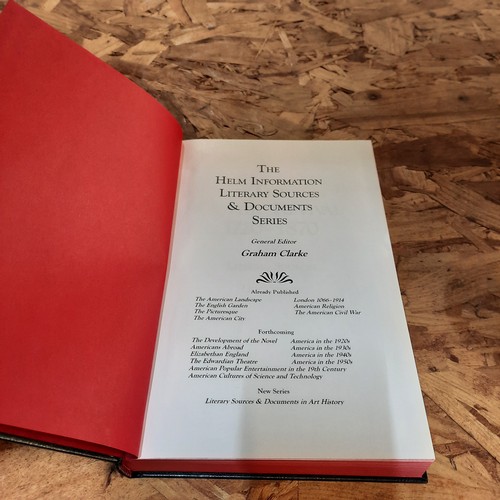 THE
HELM INFORMATION
LITERARY SOURCES
& DOCUMENTS
SERIES
General Editor
Graham Clarke
Already Published
The American Landscape London 1066–1914
The English Garden American Religion
The Picturesque The American Civil War
The American City
Forthcoming
The Development of the Novel America in the 1920s
Americans Abroad America in the 1930s
Elizabethan England America in the 1940s
The Edwardian Theatre America in the 1950s
American Popular Entertainment in the 19th Century
American Cultures of Science and Technology
New Series
Literary Sources & Documents in Art History